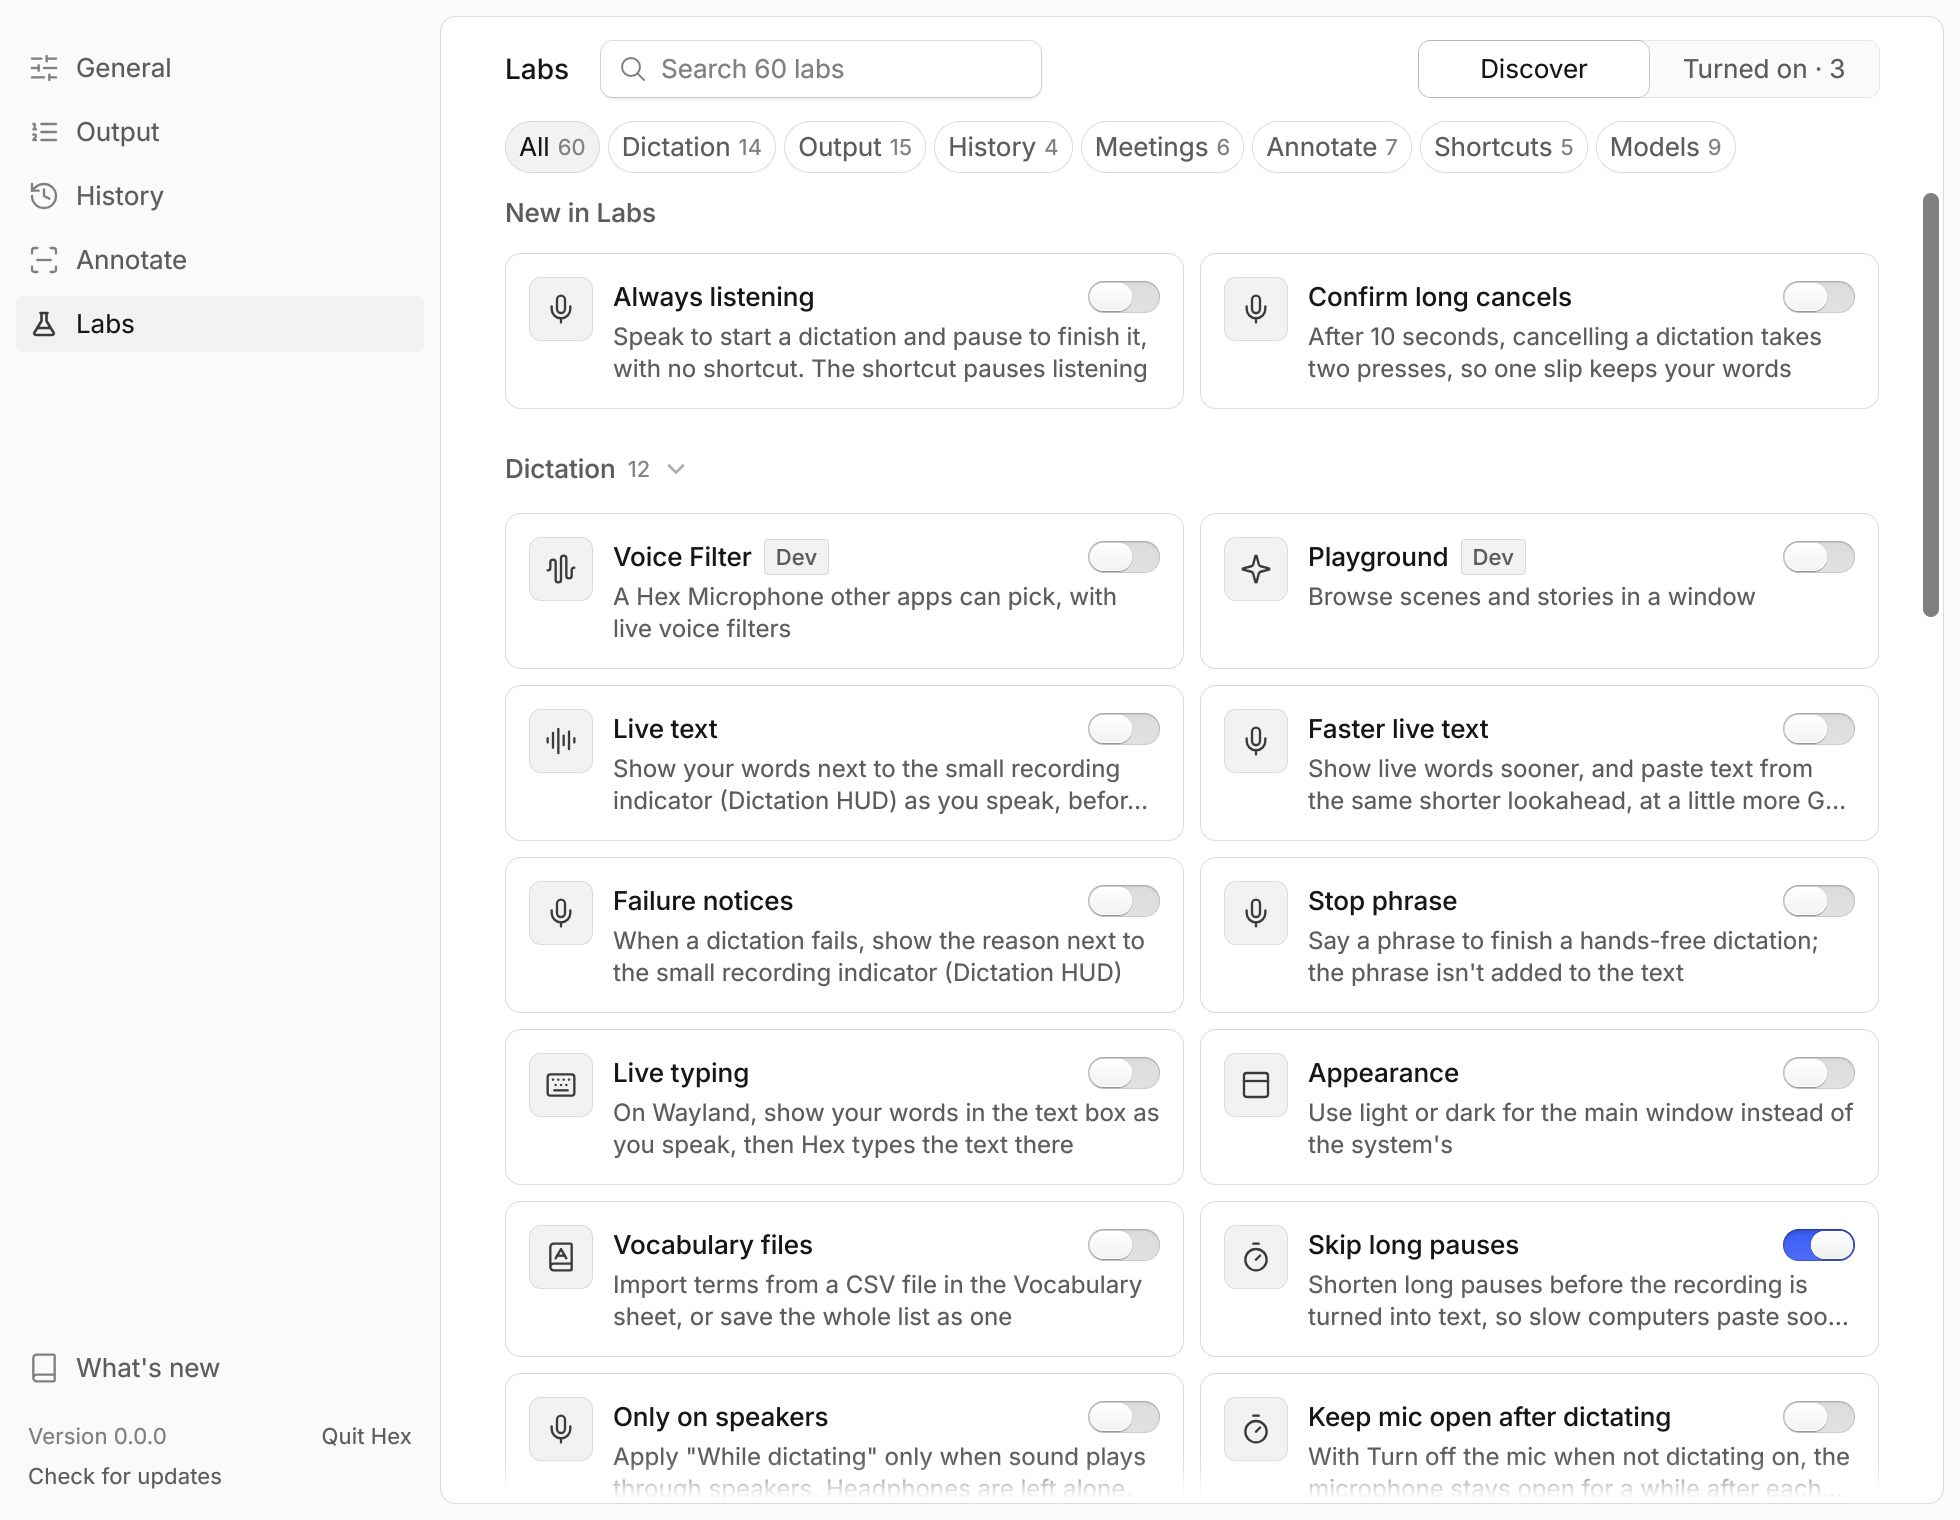 General
Output
History
Annotate
Labs
What's new
Version 0.0.0
Quit Hex
Check for updates
Labs
Search 60 labs
Discover
Turned on · 3
All 60
Dictation 14
Output 15
History 4
Meetings 6
Annotate 7
Shortcuts 5
Models 9
New in Labs
Always listening
Speak to start a dictation and pause to finish it,
with no shortcut. The shortcut pauses listening
Confirm long cancels
After 10 seconds, cancelling a dictation takes
two presses, so one slip keeps your words
Dictation 12
Voice Filter Dev
A Hex Microphone other apps can pick, with
live voice filters
Playground Dev
Browse scenes and stories in a window
Live text
Show your words next to the small recording
indicator (Dictation HUD) as you speak, befor...
Faster live text
Show live words sooner, and paste text from
the same shorter lookahead, at a little more G...
Failure notices
When a dictation fails, show the reason next to
the small recording indicator (Dictation HUD)
Stop phrase
Say a phrase to finish a hands-free dictation;
the phrase isn't added to the text
Live typing
On Wayland, show your words in the text box as
you speak, then Hex types the text there
Appearance
Use light or dark for the main window instead of
the system's
Vocabulary files
Import terms from a CSV file in the Vocabulary
sheet, or save the whole list as one
Skip long pauses
Shorten long pauses before the recording is
turned into text, so slow computers paste soo...
Only on speakers
Apply "While dictating" only when sound plays
through speakers. Headphones are left alone.
Keep mic open after dictating
With Turn off the mic when not dictating on, the
microphone stays open for a while after each...